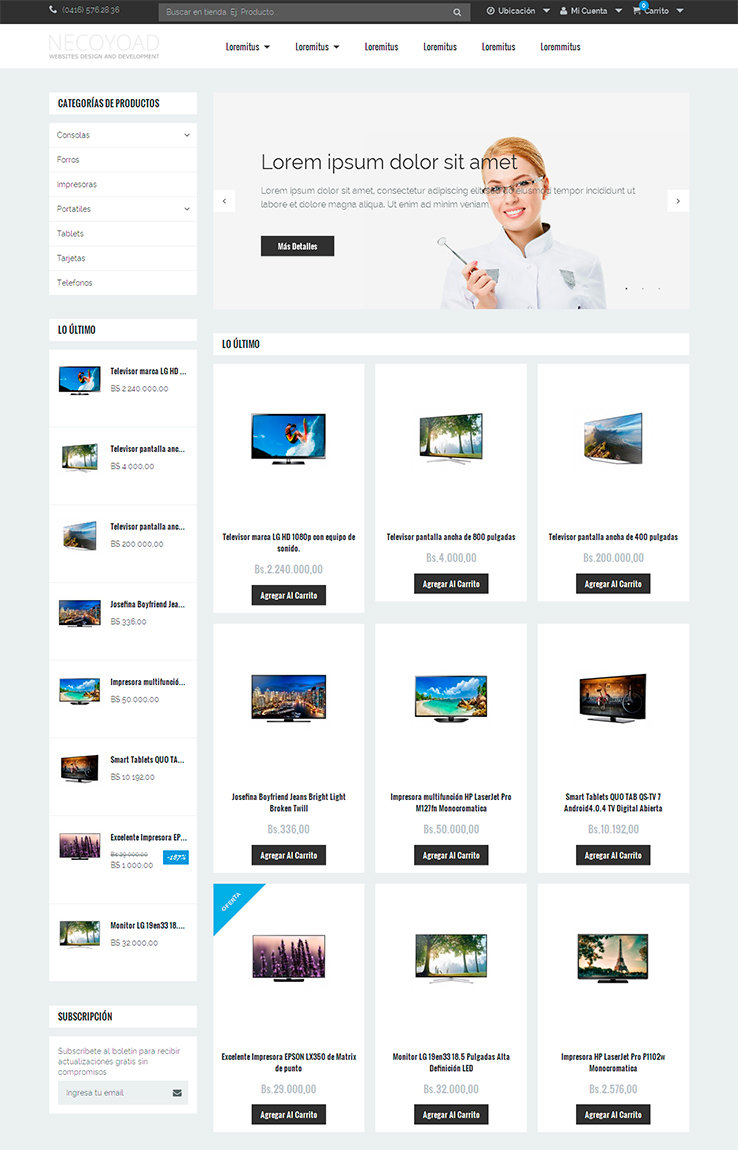 (0416) 576.28.36
Buscar en tienda. Ej: Producto
Ubicación
Mi Cuenta
0
Carrito
NECOYOAD
WEBSITES DESIGN AND DEVELOPMENT
Loremitus
Loremitus
Loremitus
Loremitus
Loremitus
Loremmitus
CATEGORÍAS DE PRODUCTOS
Consolas
Forros
Impresoras
Portatiles
Tablets
Tarjetas
Telefonos
Lorem ipsum dolor sit amet
Lorem ipsum dolor sit amet, consectetur adipiscing elit, sed do eiusmod tempor incididunt ut
labore et dolore magna aliqua. Ut enim ad minim veniam
Más Detalles
LO ÚLTIMO
Televisor marca LG HD ...
BS 2.240.000,00
Televisor pantalla anc...
BS 4.000,00
Televisor pantalla anc...
BS 200.000,00
Josefina Boyfriend Jea...
BS 336,00
Impresora multifunció...
BS 50.000,00
Smart Tablets QUO TA...
BS 10.192,00
Excelente Impresora EP...
Bs 29.000,00
BS 1.000,00
-187%
Monitor LG 19en33 18....
BS 32.000,00
SUBSCRIPCIÓN
Subscribete al boletín para recibir
actualizaciones gratis sin
compromisos
Ingresa tu email
LO ÚLTIMO
Televisor marca LG HD 1080p con equipo de
sonido.
Bs.2.240.000,00
Agregar Al Carrito
Televisor pantalla ancha de 800 pulgadas
Bs.4.000,00
Agregar Al Carrito
Televisor pantalla ancha de 400 pulgadas
Bs.200.000,00
Agregar Al Carrito
Josefina Boyfriend Jeans Bright Light
Broken Twill
Bs.336,00
Agregar Al Carrito
Impresora multifunción HP LaserJet Pro
M127fn Monocromatica
Bs.50.000,00
Agregar Al Carrito
Smart Tablets QUO TAB QS-TV 7
Android4.0.4 TV Digital Abierta
Bs.10.192,00
Agregar Al Carrito
OFERTA
Excelente Impresora EPSON LX350 de Matrix
de punto
Bs.29.000,00
Agregar Al Carrito
Monitor LG 19en33 18.5 Pulgadas Alta
Definición LED
Bs.32.000,00
Agregar Al Carrito
Impresora HP LaserJet Pro P1102w
Monocromatica
Bs.2.576,00
Agregar Al Carrito